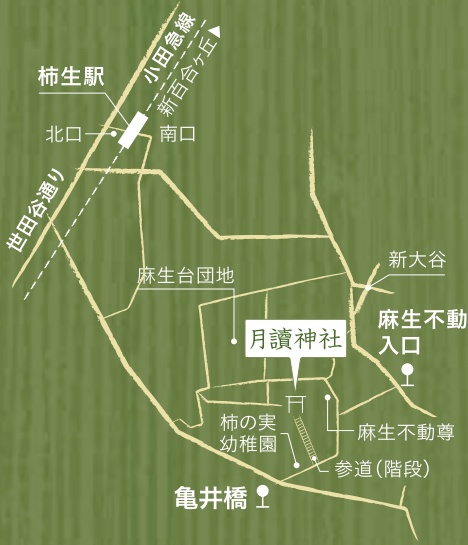 小田急線
新百合ヶ丘
柿生駅
北口
南口
世田谷通り
新大谷
麻生台団地
麻生不動
入口
月讀神社
柿の実
幼稚園
麻生不動尊
参道(階段)
亀井橋